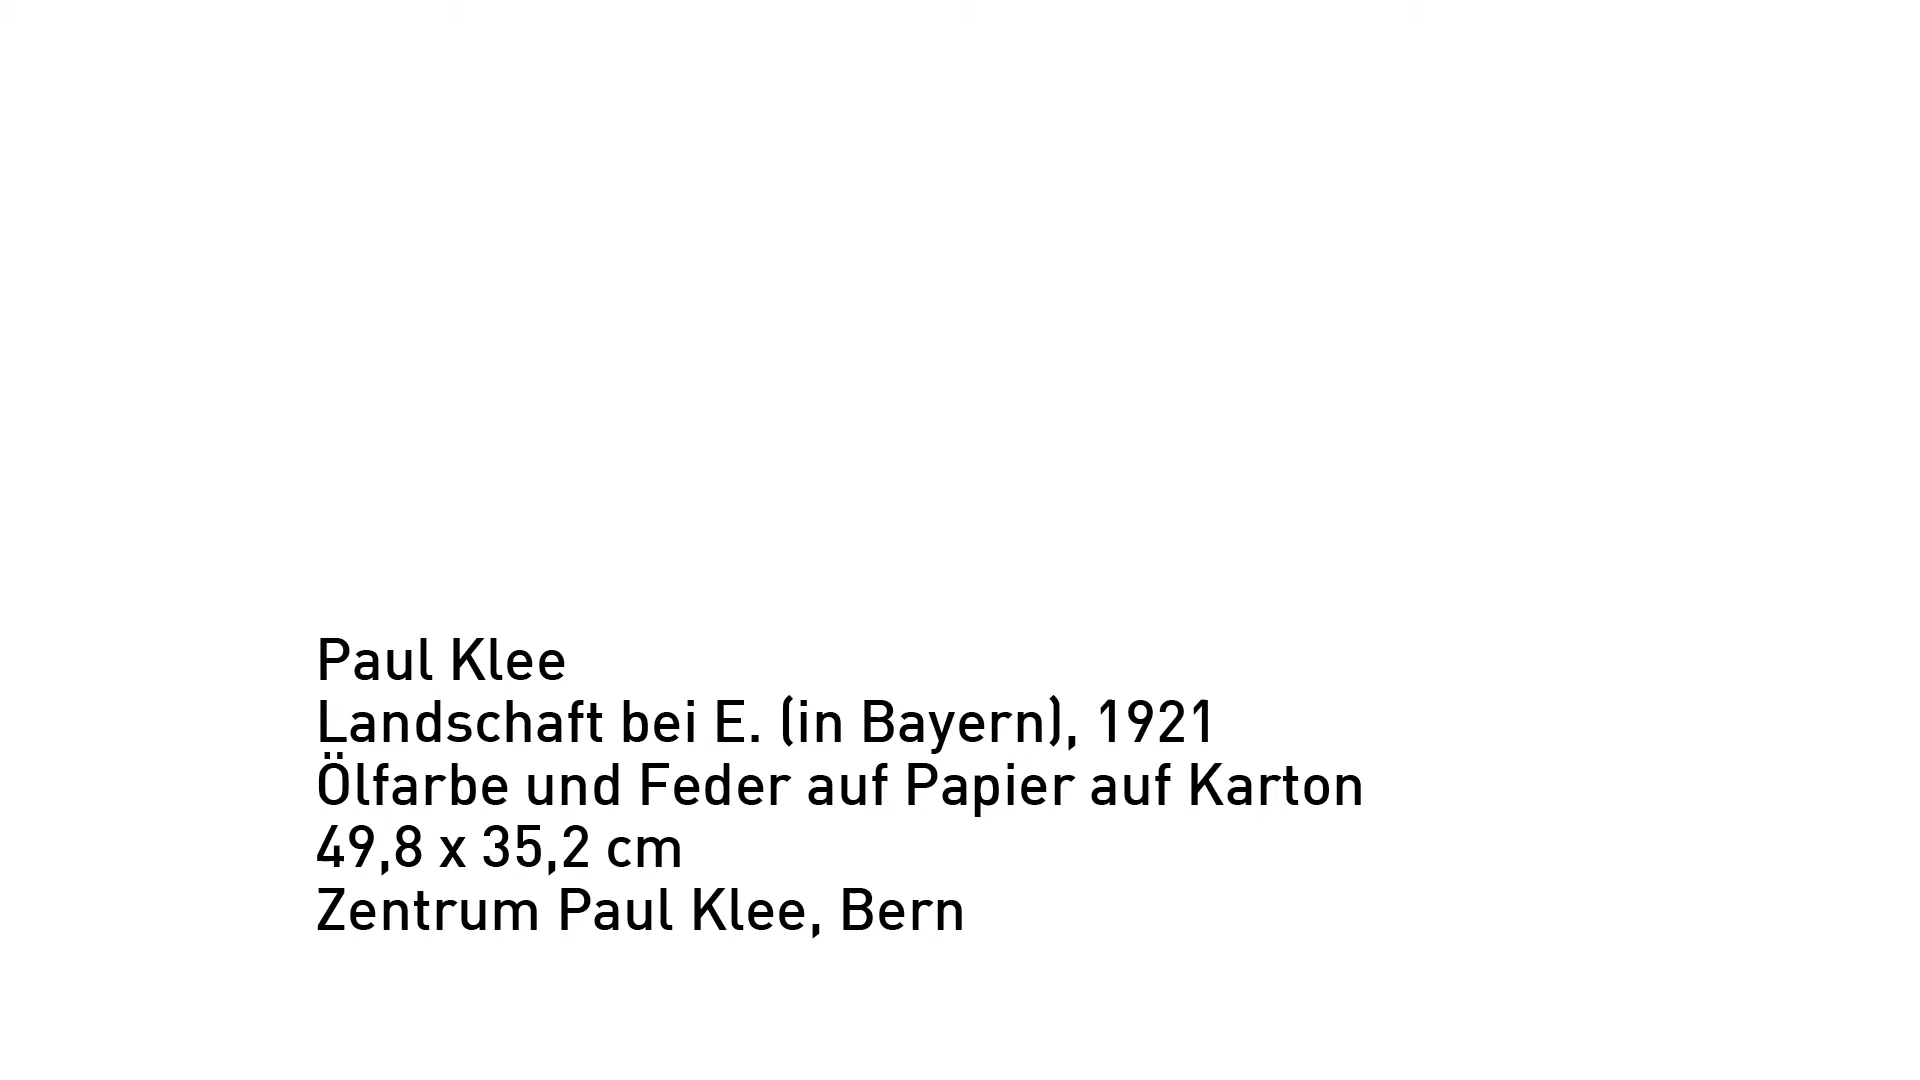 Paul Klee
Landschaft bei E. (in Bayern), 1921
Ölfarbe und Feder auf Papier auf Karton
49,8 x 35,2 cm
Zentrum Paul Klee, Bern